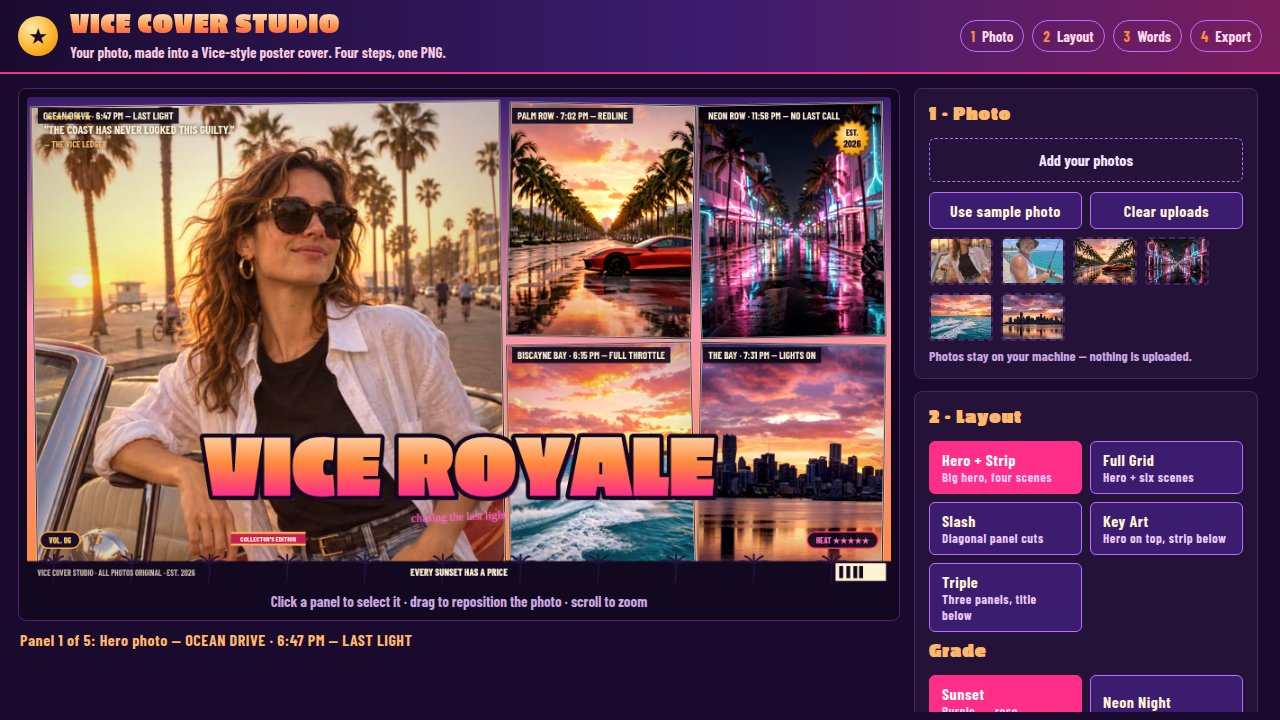 VICE COVER STUDIO
Your photo, made into a Vice-style poster cover. Four steps, one PNG.
1 Photo
2 Layout
3 Words
4 Export
OCEAN DRIVE · 6:47 PM — LAST LIGHT
"THE COAST HAS NEVER LOOKED THIS GUILTY."
— THE VICE LEDGER
PALM ROW · 7:02 PM — REDLINE
NEON ROW · 11:58 PM — NO LAST CALL
EST.
2026
BISCAYNE BAY · 6:15 PM — FULL THROTTLE
THE BAY · 7:31 PM — LIGHTS ON
VICE ROYALE
chasing the last light
VOL. 06
COLLECTOR'S EDITION
HEAT ★★★★★
VICE COVER STUDIO · ALL PHOTOS ORIGINAL · EST. 2026
EVERY SUNSET HAS A PRICE
Click a panel to select it · drag to reposition the photo · scroll to zoom
Panel 1 of 5: Hero photo — OCEAN DRIVE · 6:47 PM — LAST LIGHT
1 · Photo
Add your photos
Use sample photo
Clear uploads
Photos stay on your machine — nothing is uploaded.
2 · Layout
Hero + Strip
Big hero, four scenes
Full Grid
Hero + six scenes
Slash
Diagonal panel cuts
Key Art
Hero on top, strip below
Triple
Three panels, title
below
Grade
Sunset
Neon Night